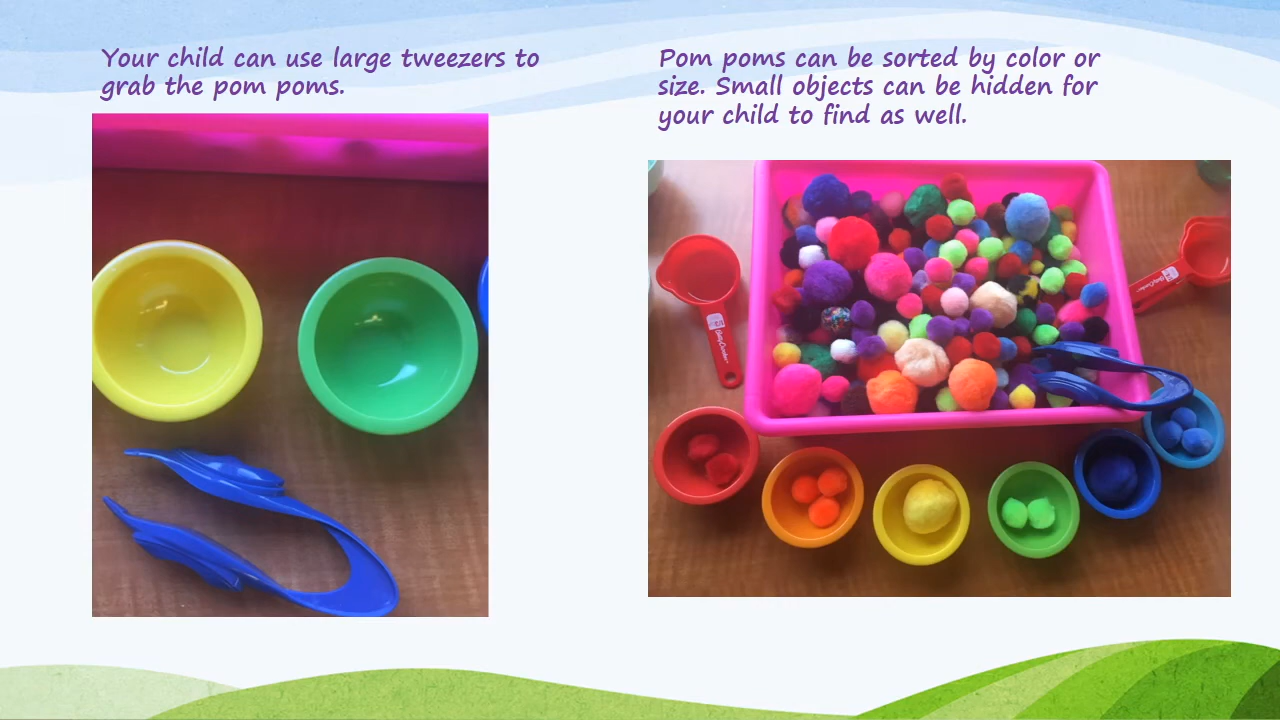 Your child can use large tweezers to
grab the pom poms.
Pom poms can be sorted by color or
size. Small objects can be hidden for
your child to find as well.